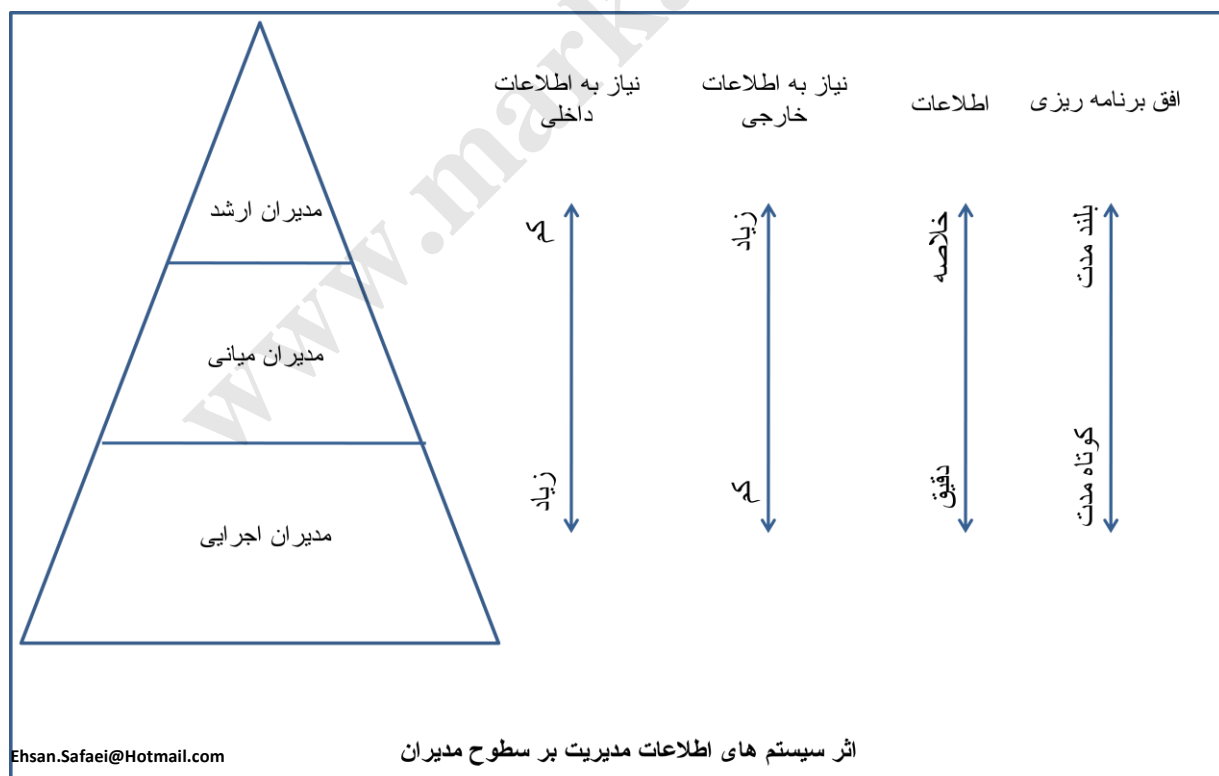 افق برنامه ریزی
اطلاعات
نیاز به اطلاعات
خارجی
نیاز به اطلاعات
داخلی
بلند مدت
کوتاه مدت
خلاصه
دقیق
زیاد
کم
کم
زیاد
مدیران ارشد
مدیران میانی
مدیران اجرایی
اثر سیستم های اطلاعات مدیریت بر سطوح مدیران
Ehsan.Safaei@Hotmail.com